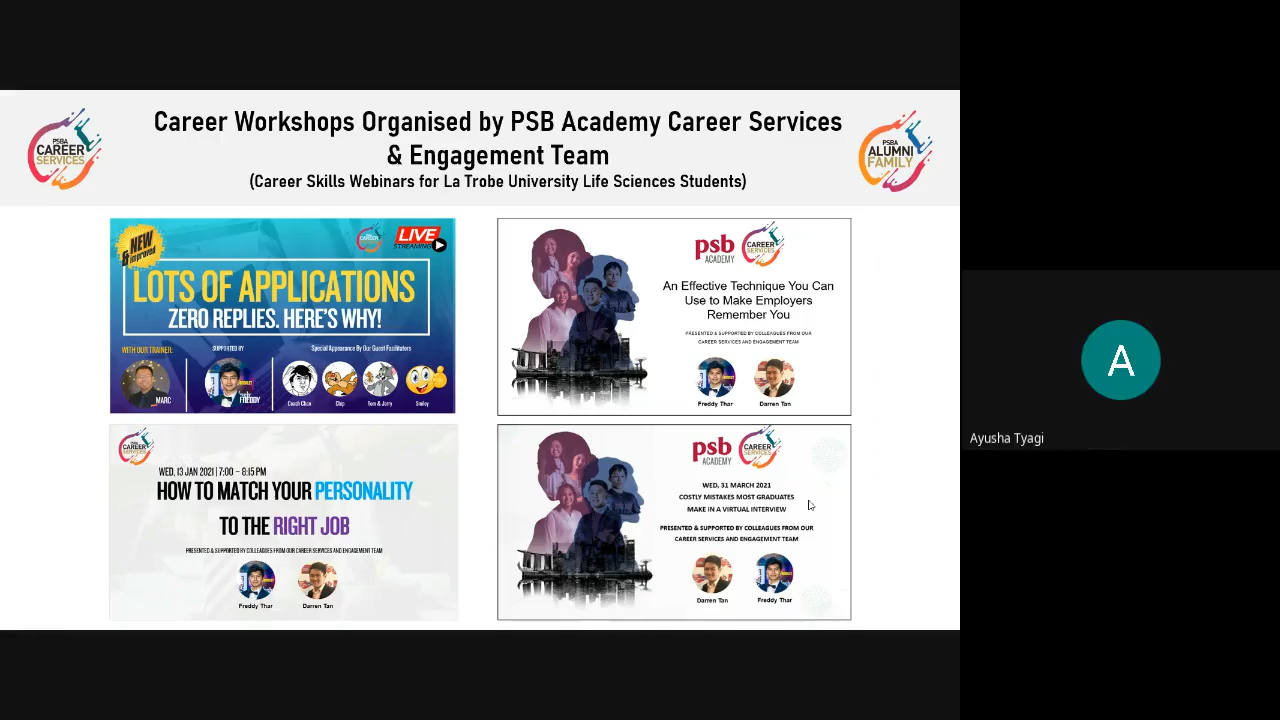 Career Workshops Organised by PSB Academy Career Services
& Engagement Team
(Career Skills Webinars for La Trobe University Life Sciences Students)
PSBA
CAREER
SERVICES
PSBA
ALUMNI
FAMILY
NEW
& improved
CAREER
SERVICES
LIVE
STREAMING
LOTS OF APPLICATIONS
ZERO REPLIES. HERE'S WHY!
WITH OUR TRAINER:
SUPPORTED BY
Special Appearance By Our Guest Facilitators
MARC
FREDDY
Coach Chan
Chip
Tom & Jerry
Smiley
psb
ACADEMY
CAREER
SERVICES
An Effective Technique You Can
Use to Make Employers
Remember You
PRESENTED & SUPPORTED BY COLLEAGUES FROM OUR
CAREER SERVICES AND ENGAGEMENT TEAM
Freddy Thar
Darren Tan
CAREER
SERVICES
WED, 13 JAN 2021 | 7:00 – 8:15 PM
HOW TO MATCH YOUR PERSONALITY
TO THE RIGHT JOB
PRESENTED & SUPPORTED BY COLLEAGUES FROM OUR CAREER SERVICES AND ENGAGEMENT TEAM
Freddy Thar
Darren Tan
psb
ACADEMY
CAREER
SERVICES
WED, 31 MARCH 2021
COSTLY MISTAKES MOST GRADUATES
MAKE IN A VIRTUAL INTERVIEW
PRESENTED & SUPPORTED BY COLLEAGUES FROM OUR
CAREER SERVICES AND ENGAGEMENT TEAM
Darren Tan
Freddy Thar
A
Ayusha Tyagi